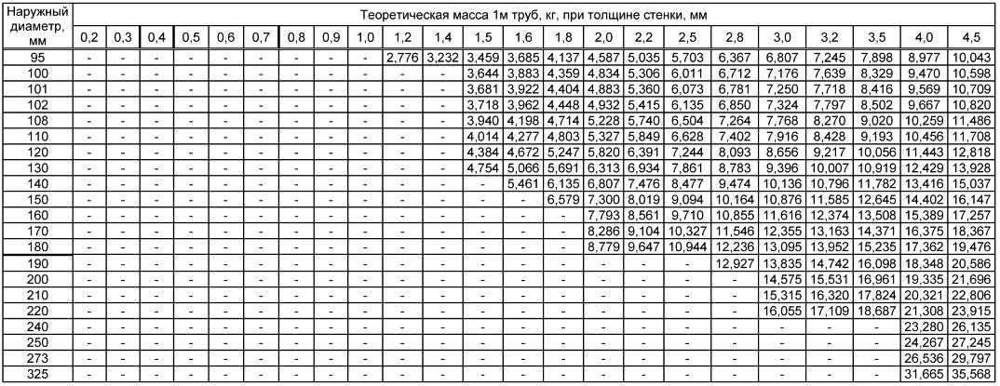 Наружный диаметр, мм Теоретическая масса 1м труб, кг, при толщине стенки, мм
0,2 0,3 0,4 0,5 0,6 0,7 0,8 0,9 1,0 1,2 1,4 1,5 1,6 1,8 2,0 2,2 2,5 2,8 3,0 3,2 3,5 4,0 4,5
95 - - - - - - - - - 2,776 3,232 3,459 3,685 4,137 4,587 5,035 5,703 6,367 6,807 7,245 7,898 8,977 10,043
100 - - - - - - - - - - - 3,644 3,883 4,359 4,834 5,306 6,011 6,712 7,176 7,639 8,329 9,470 10,598
101 - - - - - - - - - - - 3,681 3,922 4,404 4,883 5,360 6,073 6,781 7,250 7,718 8,416 9,569 10,709
102 - - - - - - - - - - - 3,718 3,962 4,448 4,932 5,415 6,135 6,850 7,324 7,797 8,502 9,667 10,820
108 - - - - - - - - - - - 3,940 4,198 4,714 5,228 5,740 6,504 7,264 7,768 8,270 9,020 10,259 11,486
110 - - - - - - - - - - - 4,014 4,277 4,803 5,327 5,849 6,628 7,402 7,916 8,428 9,193 10,456 11,708
120 - - - - - - - - - - - 4,384 4,672 5,247 5,820 6,391 7,244 8,093 8,656 9,217 10,056 11,443 12,818
130 - - - - - - - - - - - 4,754 5,066 5,691 6,313 6,934 7,861 8,783 9,396 10,007 10,919 12,429 13,928
140 - - - - - - - - - - - - 5,461 6,135 6,807 7,476 8,477 9,474 10,136 10,796 11,782 13,416 15,037
150 - - - - - - - - - - - - - 6,579 7,300 8,019 9,094 10,164 10,876 11,585 12,645 14,402 16,147
160 - - - - - - - - - - - - - - 7,793 8,561 9,710 10,855 11,616 12,374 13,508 15,389 17,257
170 - - - - - - - - - - - - - - 8,286 9,104 10,327 11,546 12,355 13,163 14,371 16,375 18,367
180 - - - - - - - - - - - - - - 8,779 9,647 10,944 12,236 13,095 13,952 15,235 17,362 19,476
190 - - - - - - - - - - - - - - - - - 12,927 13,835 14,742 16,098 18,348 20,586
200 - - - - - - - - - - - - - - - - - - 14,575 15,531 16,961 19,335 21,696
210 - - - - - - - - - - - - - - - - - - 15,315 16,320 17,824 20,321 22,806
220 - - - - - - - - - - - - - - - - - - 16,055 17,109 18,687 21,308 23,915
240 - - - - - - - - - - - - - - - - - - - - - 23,280 26,135
250 - - - - - - - - - - - - - - - - - - - - - 24,267 27,245
273 - - - - - - - - - - - - - - - - - - - - - 26,536 29,797
325 - - - - - - - - - - - - - - - - - - - - - 31,665 35,568